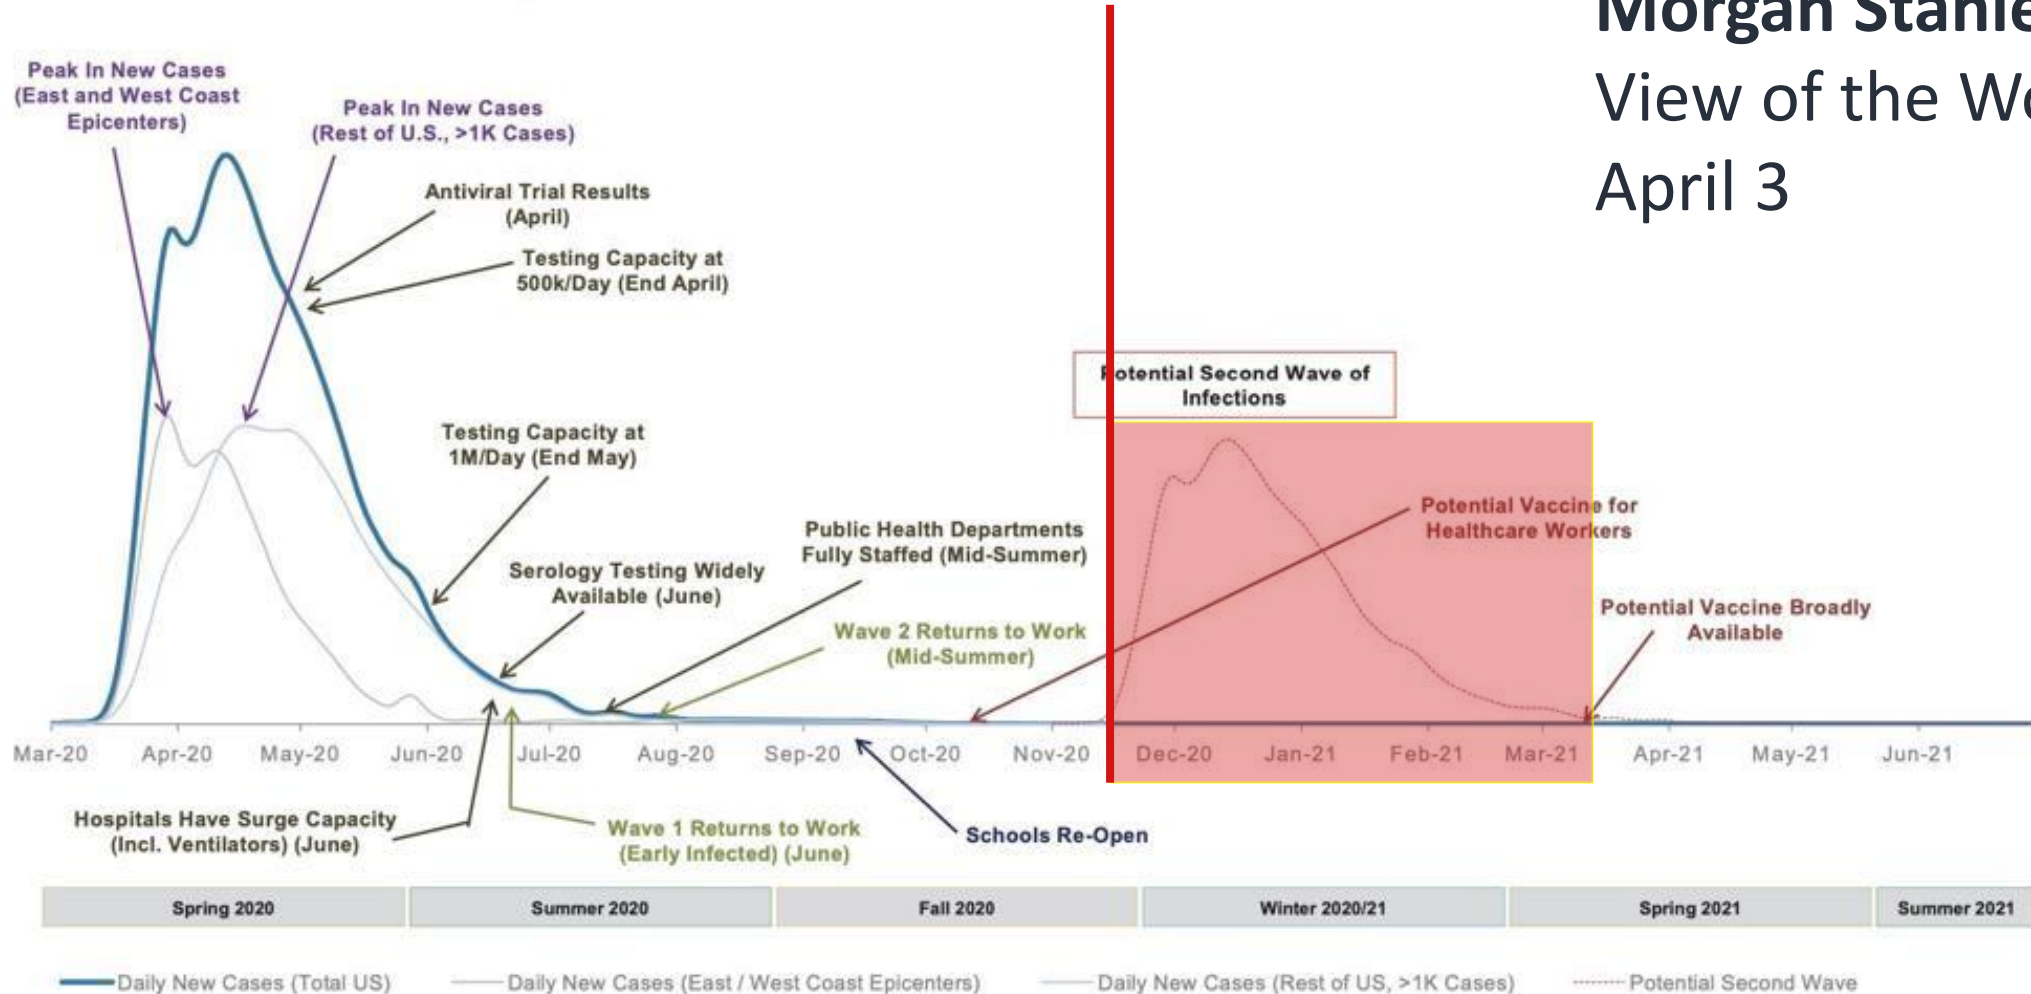 Morgan Stanle
View of the Wo
April 3
Peak In New Cases
(East and West Coast
Epicenters)
Peak In New Cases
(Rest of U.S., >1K Cases)
Antiviral Trial Results
(April)
Testing Capacity at
500k/Day (End April)
Potential Second Wave of
Infections
Testing Capacity at
1M/Day (End May)
Potential Vaccine for
Healthcare Workers
Public Health Departments
Fully Staffed (Mid-Summer)
Serology Testing Widely
Available (June)
Potential Vaccine Broadly
Available
Wave 2 Returns to Work
(Mid-Summer)
Mar-20 Apr-20 May-20 Jun-20 Jul-20 Aug-20 Sep-20 Oct-20 Nov-20 Dec-20 Jan-21 Feb-21 Mar-21 Apr-21 May-21 Jun-21
Hospitals Have Surge Capacity
(Incl. Ventilators) (June)
Wave 1 Returns to Work
(Early Infected) (June)
Schools Re-Open
Spring 2020 Summer 2020 Fall 2020 Winter 2020/21 Spring 2021 Summer 2021
Daily New Cases (Total US) Daily New Cases (East / West Coast Epicenters) Daily New Cases (Rest of US, >1K Cases) Potential Second Wave